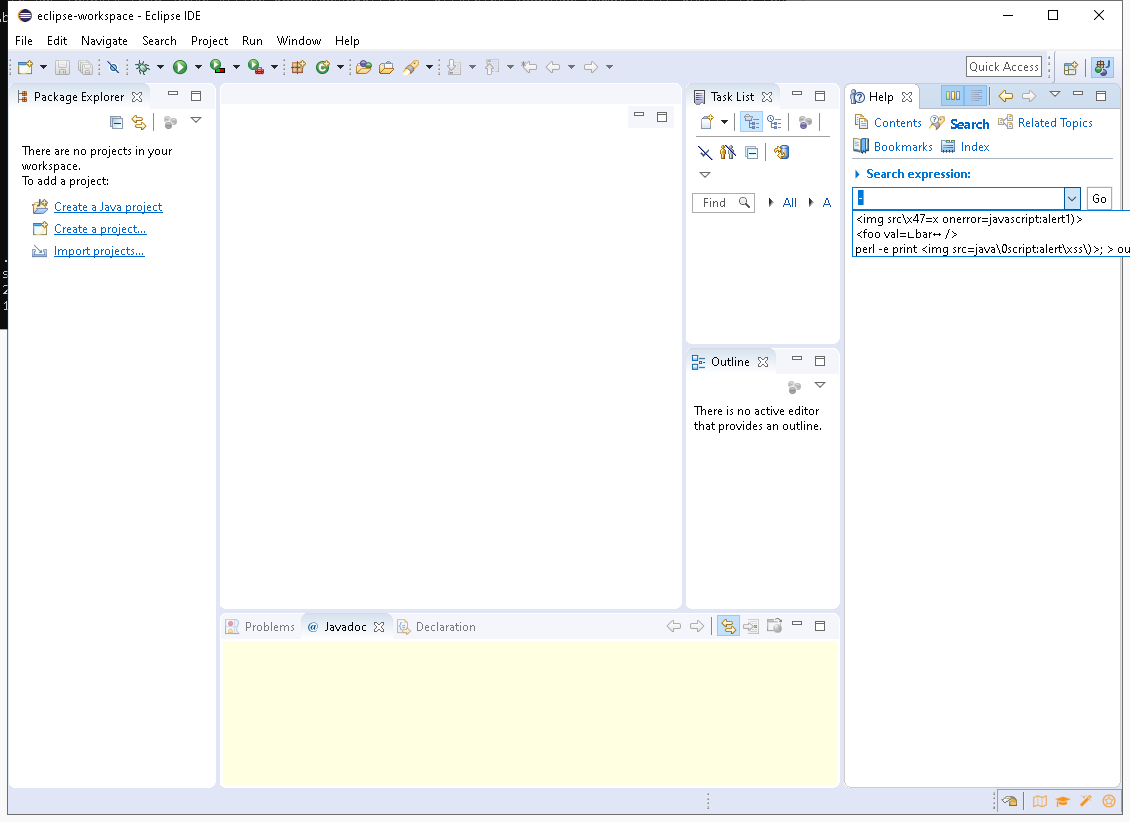 eclipse-workspace - Eclipse IDE
File Edit Navigate Search Project Run Window Help
Quick Access
Package Explorer
There are no projects in your
workspace.
To add a project:
Create a Java project
Create a project...
Import projects...
Task List
Find All A
Outline
There is no active editor
that provides an outline.
Help
Contents Search Related Topics
Bookmarks Index
Search expression:
Go
<img src\x47=x onerror=javascript:alert1)>
<foo val=∟bar↔ />
perl -e print <img src=java\0script:alert\xss\)>; > ou
Problems @ Javadoc Declaration